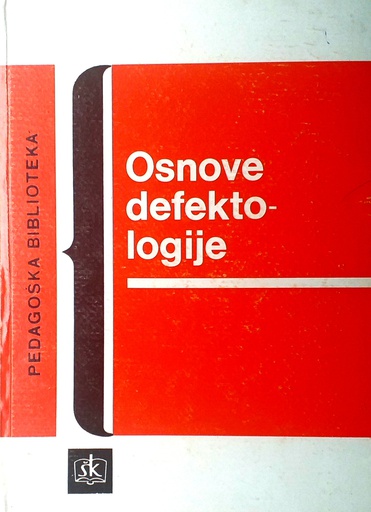 PEDAGOŠKA BIBLIOTEKA
Osnove
defekto-
logije
šk